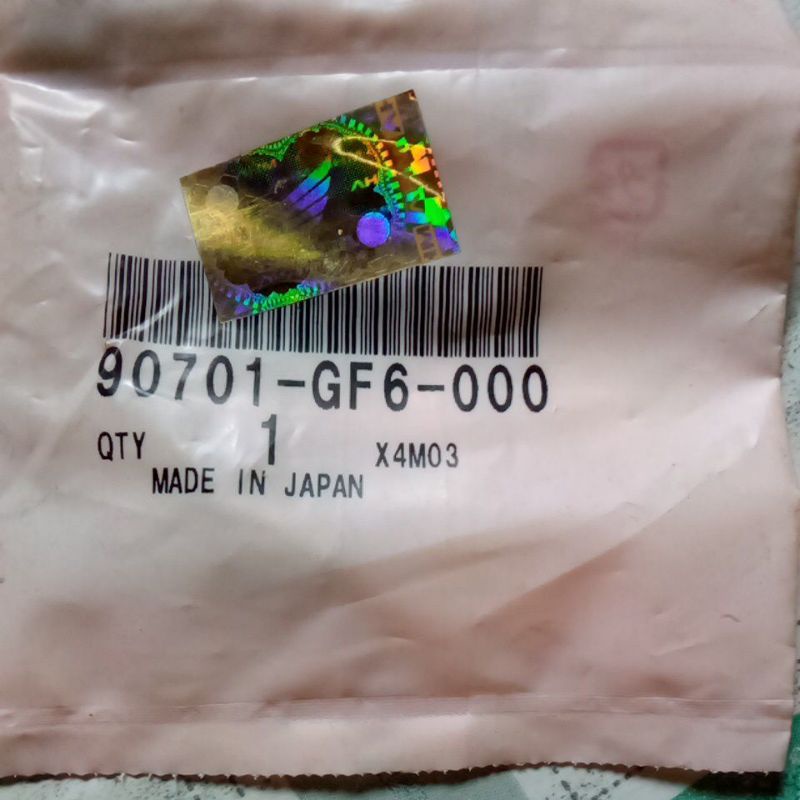 90701-GF6-000
QTY 1 X4M03
MADE IN JAPAN